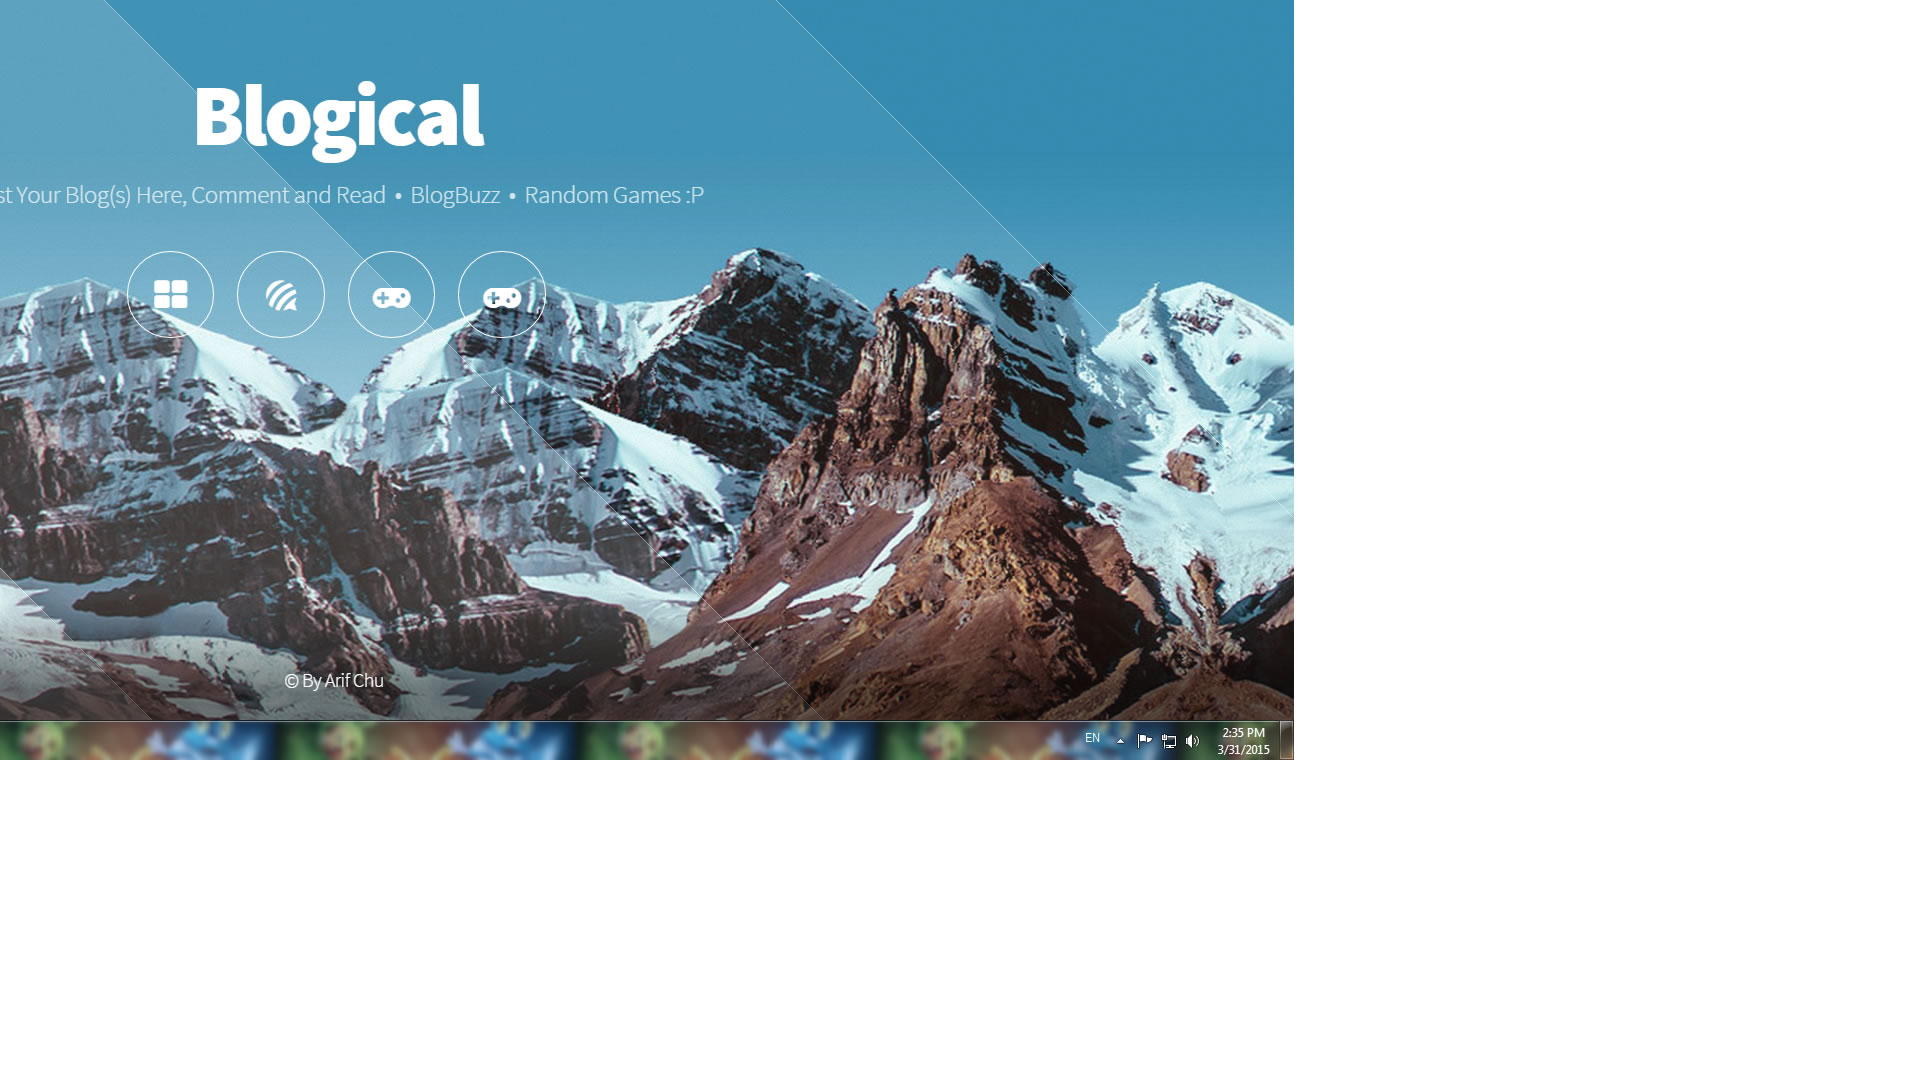 Blogical
st Your Blog(s) Here, Comment and Read • BlogBuzz • Random Games :P
© By Arif Chu
EN
2:35 PM
3/31/2015